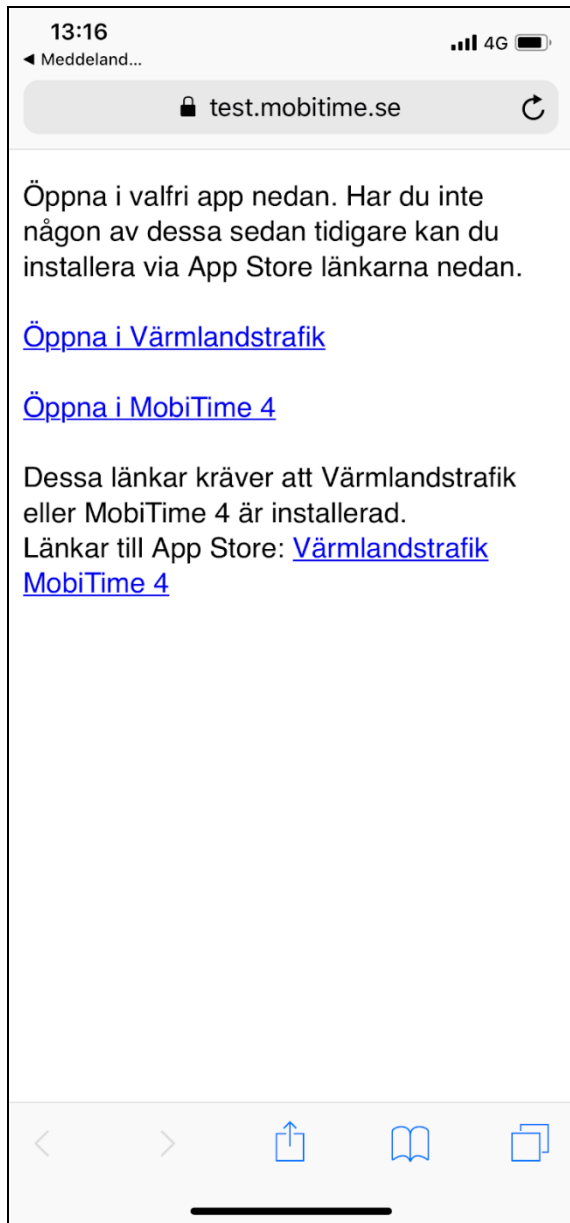 13:16
4G
◀ Meddeland...
test.mobitime.se
Öppna i valfri app nedan. Har du inte
någon av dessa sedan tidigare kan du
installera via App Store länkarna nedan.
Öppna i Värmlandstrafik
Öppna i MobiTime 4
Dessa länkar kräver att Värmlandstrafik
eller MobiTime 4 är installerad.
Länkar till App Store: Värmlandstrafik
MobiTime 4